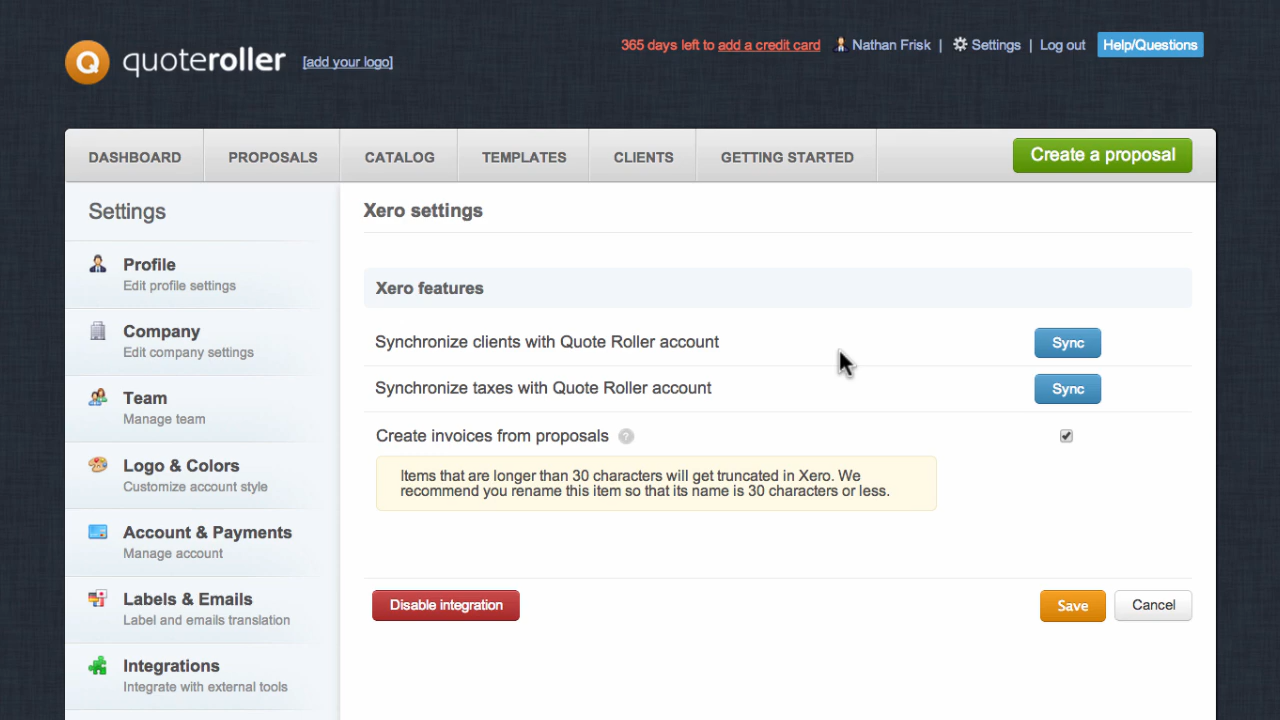 Q quoteroller [add your logo]
365 days left to add a credit card Nathan Frisk | Settings | Log out Help/Questions
DASHBOARD PROPOSALS CATALOG TEMPLATES CLIENTS GETTING STARTED Create a proposal
Settings
Profile
Edit profile settings
Company
Edit company settings
Team
Manage team
Logo & Colors
Customize account style
Account & Payments
Manage account
Labels & Emails
Label and emails translation
Integrations
Integrate with external tools
Xero settings
Xero features
Synchronize clients with Quote Roller account Sync
Synchronize taxes with Quote Roller account Sync
Create invoices from proposals ?
Items that are longer than 30 characters will get truncated in Xero. We
recommend you rename this item so that its name is 30 characters or less.
Disable integration Save Cancel